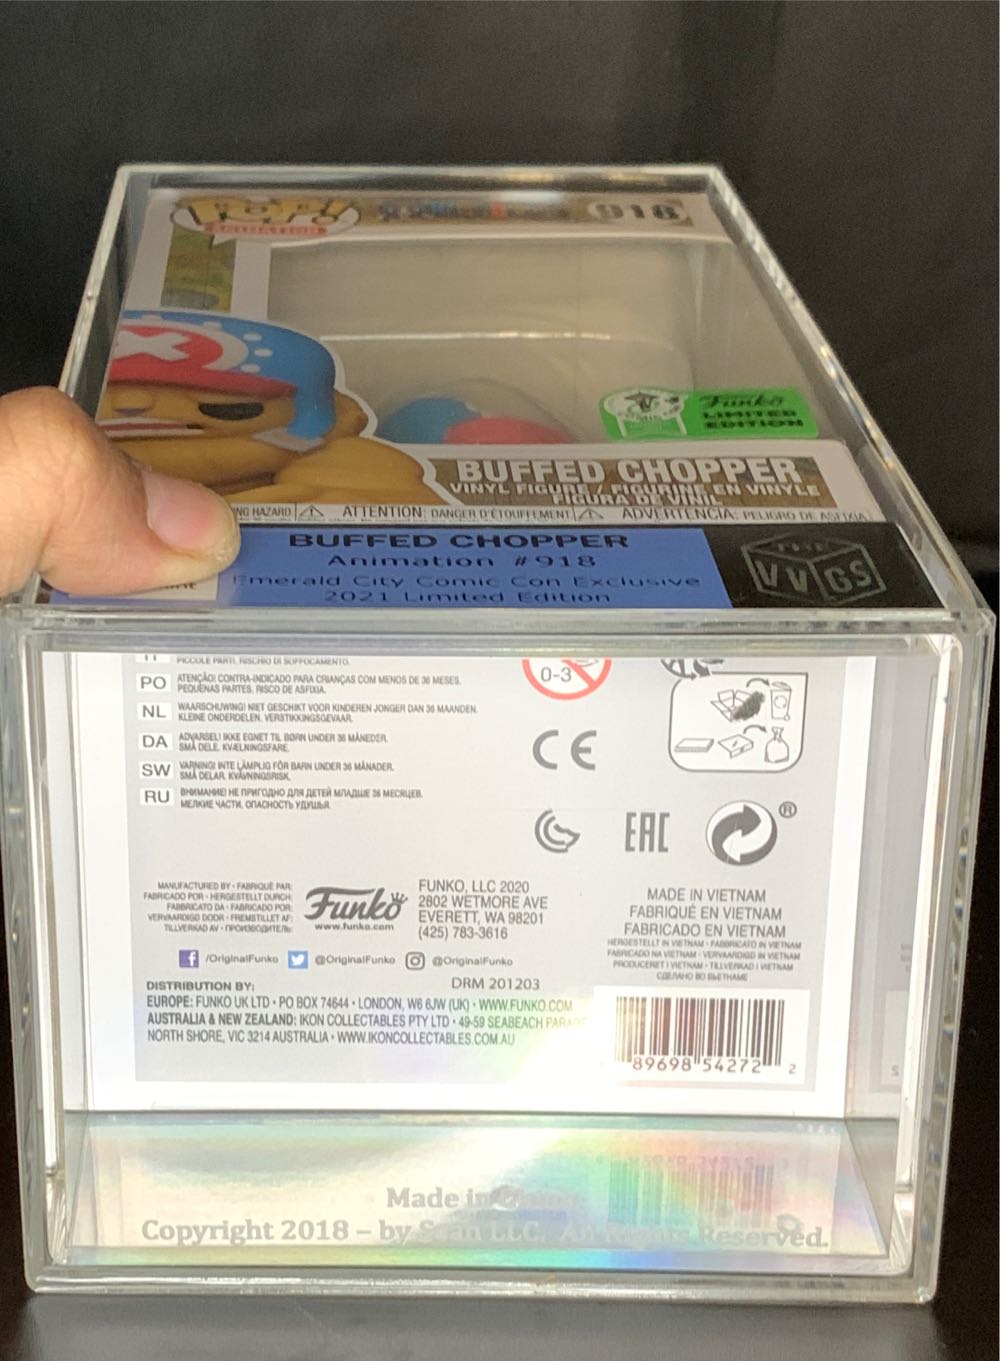 POP!
ANIMATION
918
Funko
LIMITED
EDITION
BUFFED CHOPPER
VINYL FIGURE / FIGURINE EN VINYLE
FIGURA DE VINIL
NG HAZARD ATTENTION: DANGER D'ÉTOUFFEMENT. ADVERTENCIA: PELIGRO DE ASFIXIA.
BUFFED CHOPPER
Animation #918
Emerald City Comic Con Exclusive
2021 Limited Edition
THE
VVGS
PICCOLE PARTI. RISCHIO DI SOFFOCAMENTO.
PO ATENÇÃO! CONTRA-INDICADO PARA CRIANÇAS COM MENOS DE 36 MESES.
PEQUENAS PARTES. RISCO DE ASFIXIA.
NL WAARSCHUWING! NIET GESCHIKT VOOR KINDEREN JONGER DAN 36 MAANDEN.
KLEINE ONDERDELEN. VERSTIKKINGSGEVAAR.
DA ADVARSEL! IKKE EGNET TIL BØRN UNDER 36 MÅNEDER.
SMÅ DELE. KVÆLNINGSFARE.
SW VARNING! INTE LÄMPLIG FÖR BARN UNDER 36 MÅNADER.
SMÅ DELAR. KVÄVNINGSRISK.
RU ВНИМАНИЕ! НЕ ПРИГОДНО ДЛЯ ДЕТЕЙ МЛАДШЕ 36 МЕСЯЦЕВ.
МЕЛКИЕ ЧАСТИ. ОПАСНОСТЬ УДУШЬЯ.
0-3
CE
EAC
®
MANUFACTURED BY • FABRIQUÉ PAR:
FABRICADO POR • HERGESTELLT DURCH:
FABBRICATO DA • FABRICADO POR:
VERVAARDIGD DOOR • FREMSTILLET AF:
TILLVERKAD AV • ПРОИЗВОДИТЕЛЬ:
Funko
www.funko.com
FUNKO, LLC 2020
2802 WETMORE AVE
EVERETT, WA 98201
(425) 783-3616
MADE IN VIETNAM
FABRIQUÉ EN VIETNAM
FABRICADO EN VIETNAM
HERGESTELLT IN VIETNAM • FABBRICATO IN VIETNAM
FABRICADO NA VIETNAM • VERVAARDIGD IN VIETNAM
PRODUCERET I VIETNAM • TILLVERKAD I VIETNAM
СДЕЛАНО ВО ВЬЕТНАМЕ
/OriginalFunko @OriginalFunko @OriginalFunko
DRM 201203
DISTRIBUTION BY:
EUROPE: FUNKO UK LTD • PO BOX 74644 • LONDON, W6 6JW (UK) • WWW.FUNKO.COM
AUSTRALIA & NEW ZEALAND: IKON COLLECTABLES PTY LTD • 49-59 SEABEACH PARADE
NORTH SHORE, VIC 3214 AUSTRALIA • WWW.IKONCOLLECTABLES.COM.AU
89698 54272 2
Made in
Copyright 2018 – by LLC. All Rights Reserved.